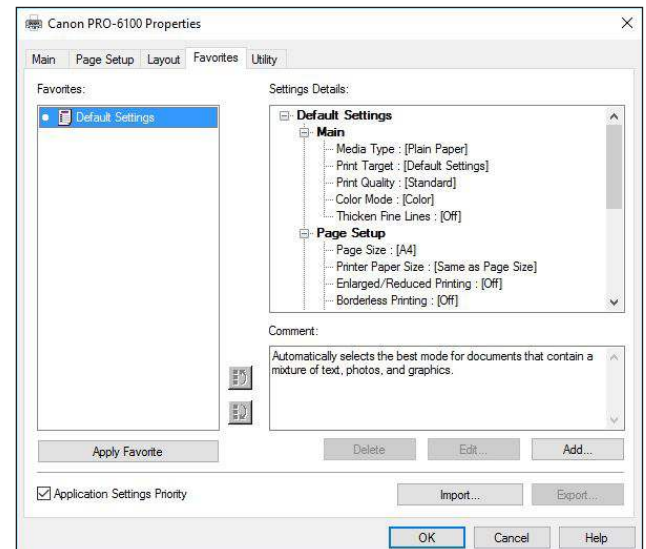 Canon PRO-6100 Properties
Main Page Setup Layout Favorites Utility
Favorites:
Default Settings
Apply Favorite
Settings Details:
Default Settings
Main
Media Type : [Plain Paper]
Print Target : [Default Settings]
Print Quality : [Standard]
Color Mode : [Color]
Thicken Fine Lines : [Off]
Page Setup
Page Size : [A4]
Printer Paper Size : [Same as Page Size]
Enlarged/Reduced Printing : [Off]
Borderless Printing : [Off]
Comment:
Automatically selects the best mode for documents that contain a
mixture of text, photos, and graphics.
Delete Edit... Add...
Application Settings Priority
Import... Export...
OK Cancel Help